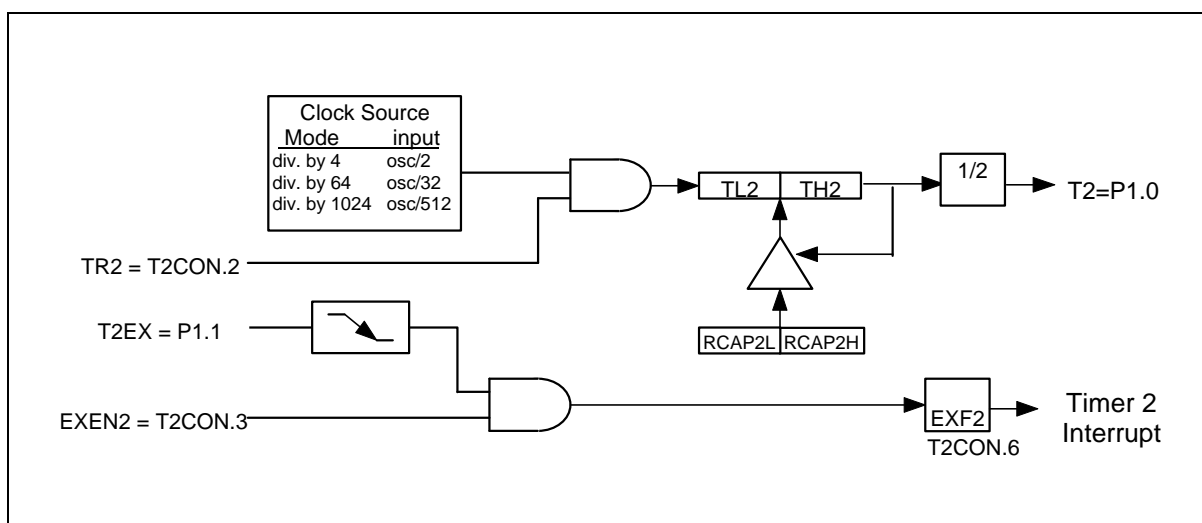 Clock Source
Mode input
div. by 4 osc/2
div. by 64 osc/32
div. by 1024 osc/512
TL2 TH2
1/2
T2=P1.0
TR2 = T2CON.2
T2EX = P1.1
RCAP2L RCAP2H
EXEN2 = T2CON.3
EXF2
T2CON.6
Timer 2
Interrupt